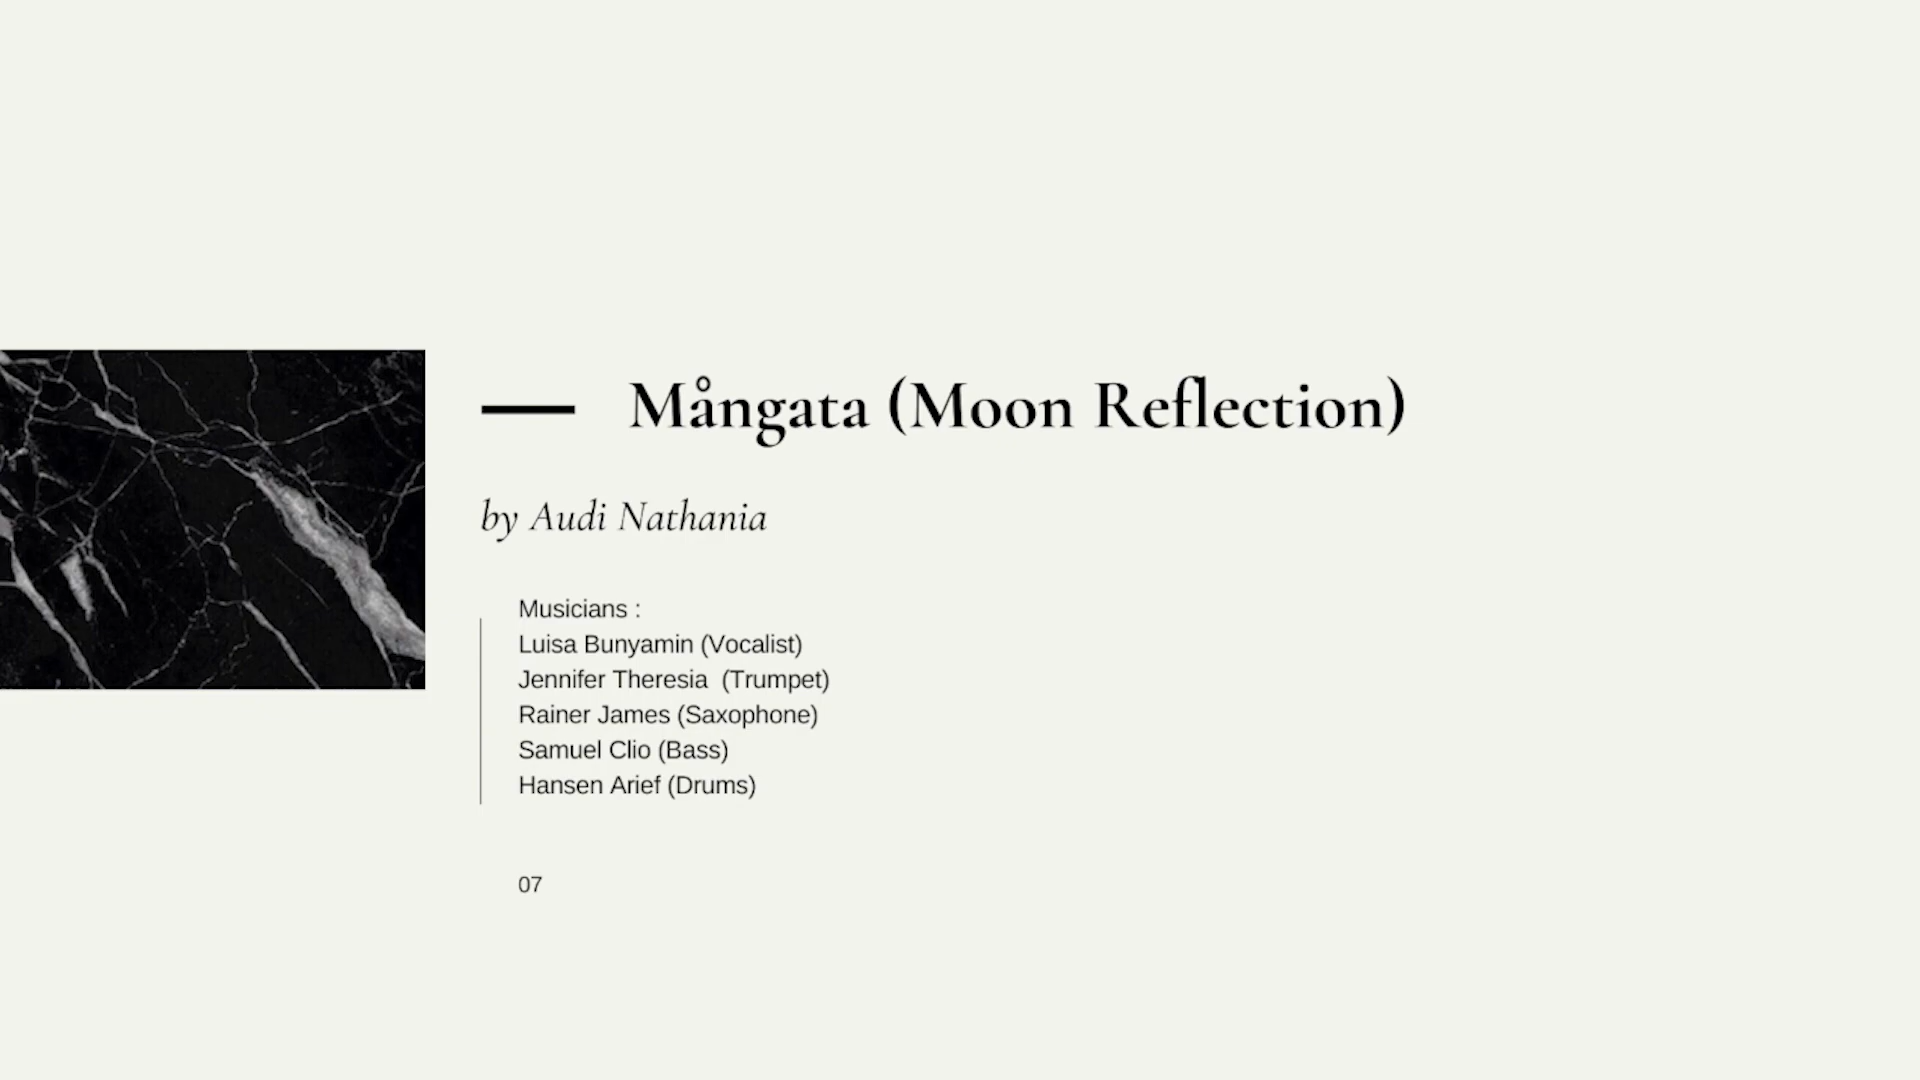 Mångata (Moon Reflection)
by Audi Nathania
Musicians :
Luisa Bunyamin (Vocalist)
Jennifer Theresia  (Trumpet)
Rainer James (Saxophone)
Samuel Clio (Bass)
Hansen Arief (Drums)
07